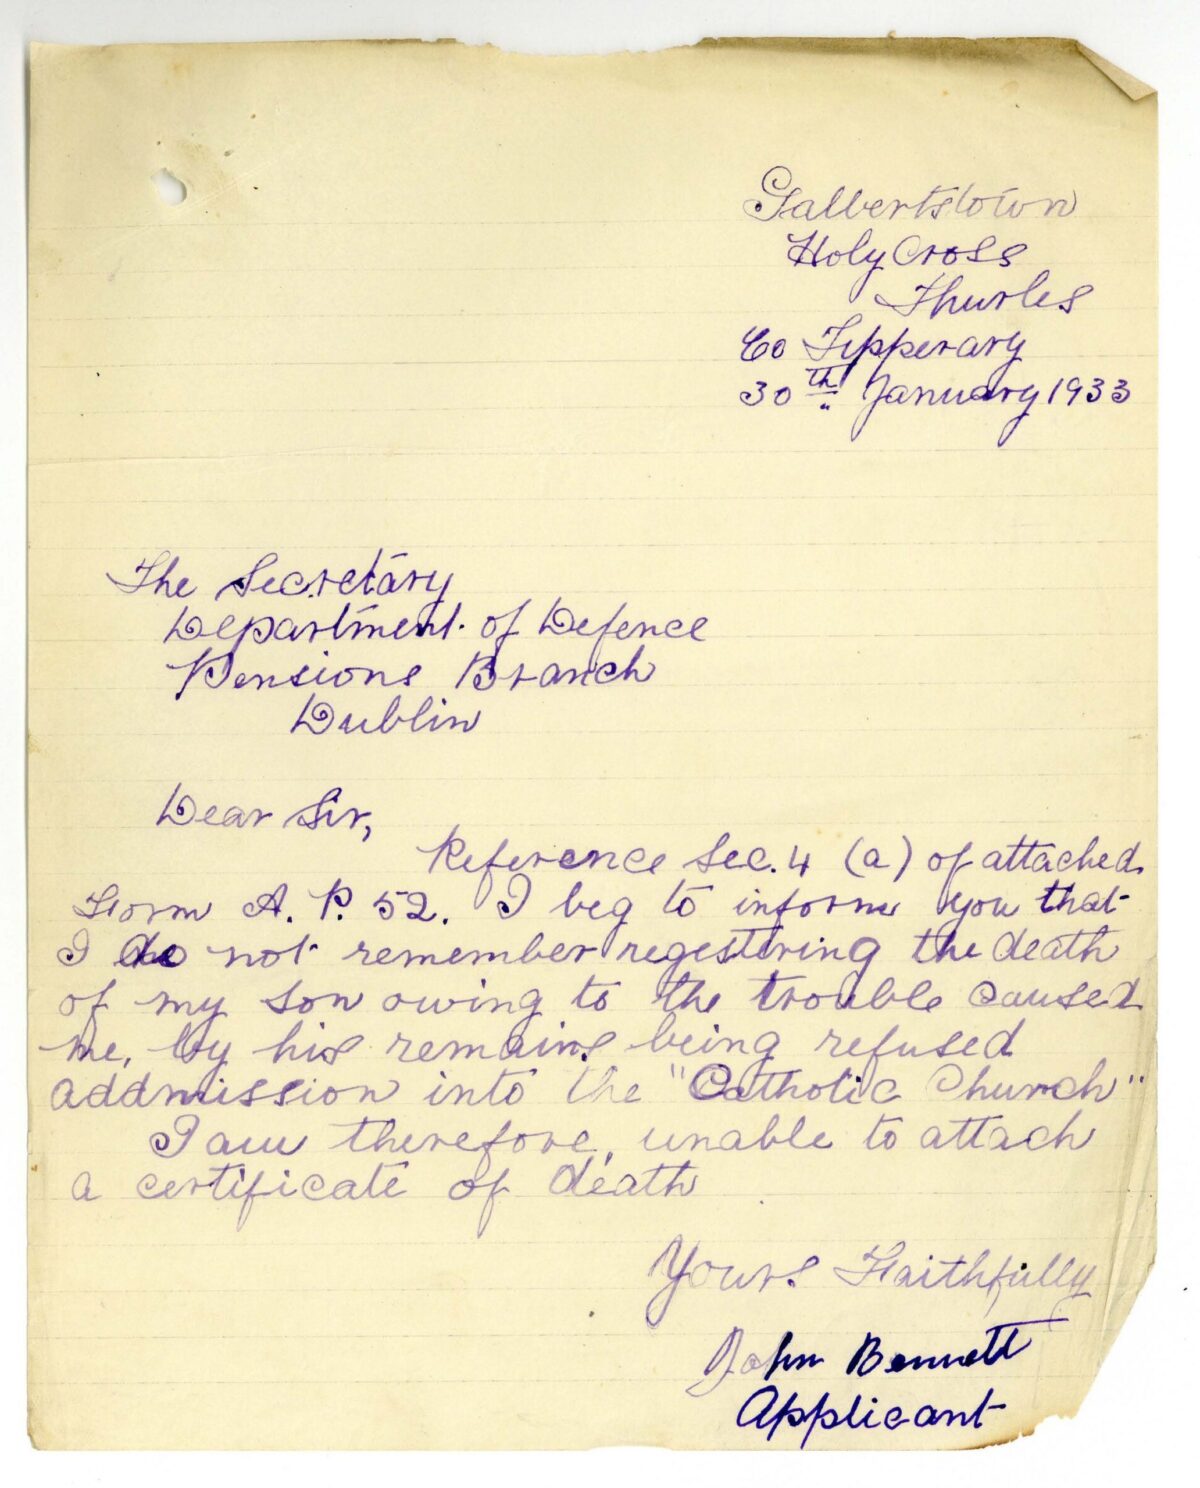 Galbertstown
Holy Cross
Thurles
Co Tipperary
30th January 1933
The Secretary
Department of Defence
Pensions Branch
Dublin
Dear Sir,
Reference Sec. 4 (a) of attached
Form A. P. 52. I beg to inform you that
I do not remember regestering the death
of my son owing to the trouble caused
me, by his remains being refused
addmission into the "Catholic Church"
I am therefore, unable to attach
a certificate of death
Yours Faithfully
John Bennett
Applicant